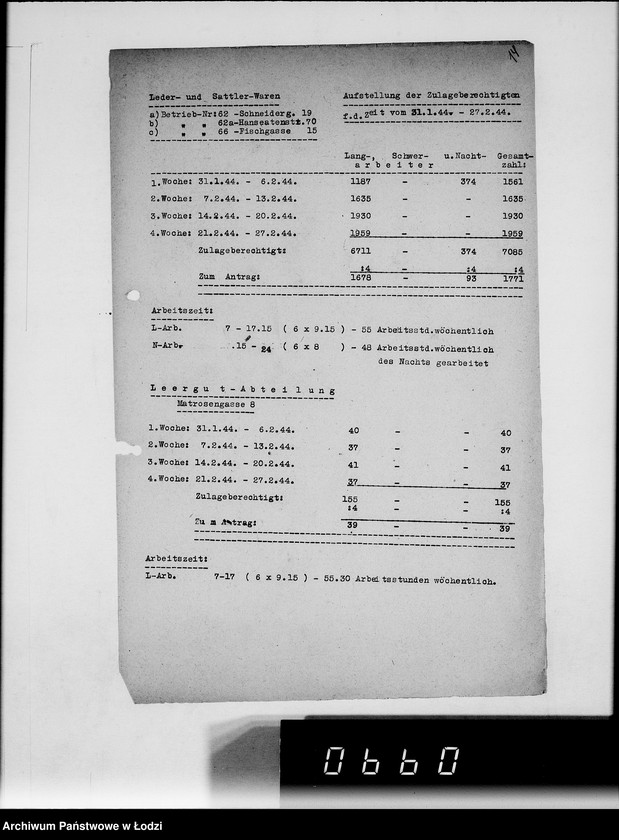 14
Leder- und Sattler-Waren
a) Betrieb-Nr: 62 -Schneiderg. 19
b) " " 62a-Hanseatenstr.70
c) " " 66 -Fischgasse 15
Aufstellung der Zulageberechtigten
f.d.Zeit vom 31.1.44. - 27.2.44.
Lang-, Schwer- u.Nacht- Gesamt-
a r b e i t e r zahl:
1.Woche: 31.1.44. - 6.2.44. 1187 - 374 1561
2.Woche: 7.2.44. - 13.2.44. 1635 - - 1635
3.Woche: 14.2.44. - 20.2.44. 1930 - - 1930
4.Woche: 21.2.44. - 27.2.44. 1959 - - 1959
Zulageberechtigt: 6711 - 374 7085
:4 - :4 :4
Zum Antrag: 1678 - 93 1771
Arbeitszeit:
L-Arb. 7 - 17.15 ( 6 x 9.15 ) - 55 Arbeitsstd.wöchentlich
N-Arb. .15 - 24 ( 6 x 8 ) - 48 Arbeitsstd.wöchentlich
des Nachts gearbeitet
L e e r g u t - A b t e i l u n g
Matrosengasse 8
1.Woche: 31.1.44. - 6.2.44. 40 - - 40
2.Woche: 7.2.44. - 13.2.44. 37 - - 37
3.Woche: 14.2.44. - 20.2.44. 41 - - 41
4.Woche: 21.2.44. - 27.2.44. 37 - - 37
Zulageberechtigt: 155 - - 155
:4 - - :4
Zu m Antrag: 39 - - 39
Arbeitszeit:
L-Arb. 7-17 ( 6 x 9.15 ) - 55.30 Arbeitsstunden wöchentlich.
0660
Archiwum Państwowe w Łodzi